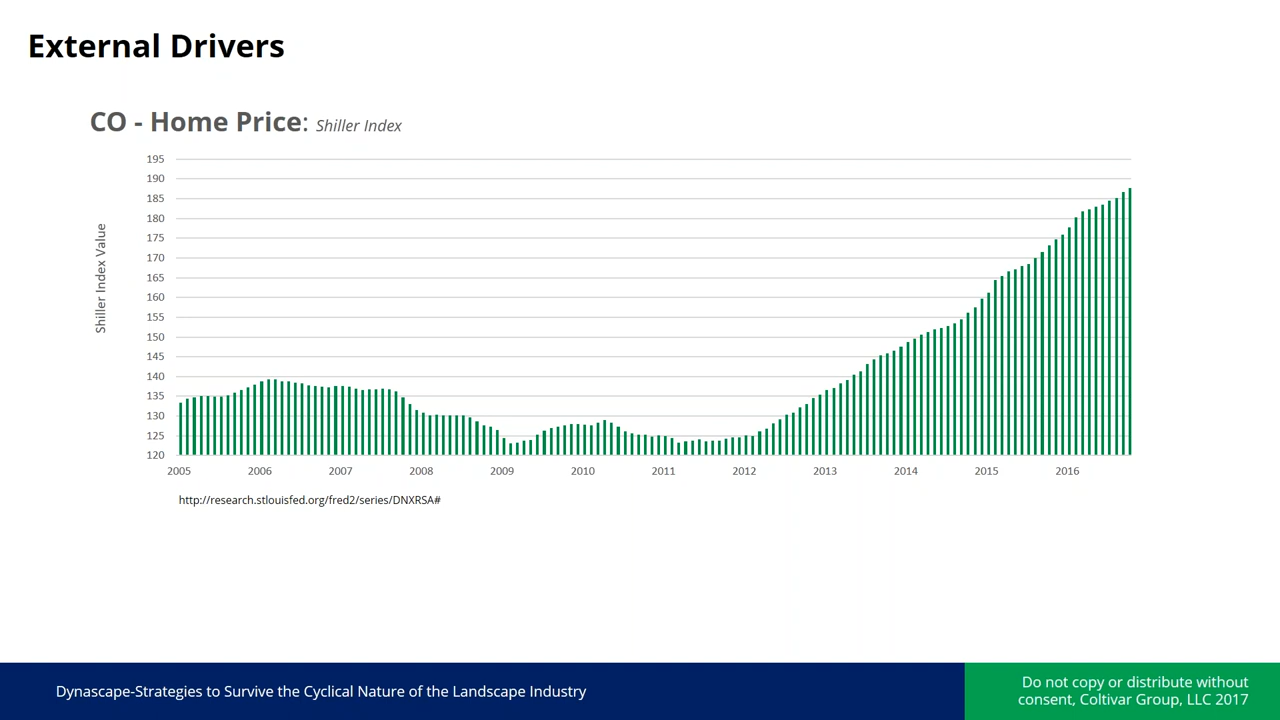 External Drivers
CO - Home Price: Shiller Index
195
190
185
180
175
170
165
160
155
150
145
140
135
130
125
120
Shiller Index Value
2005 2006 2007 2008 2009 2010 2011 2012 2013 2014 2015 2016
http://research.stlouisfed.org/fred2/series/DNXRSA#
Dynascape-Strategies to Survive the Cyclical Nature of the Landscape Industry
Do not copy or distribute without
consent, Coltivar Group, LLC 2017